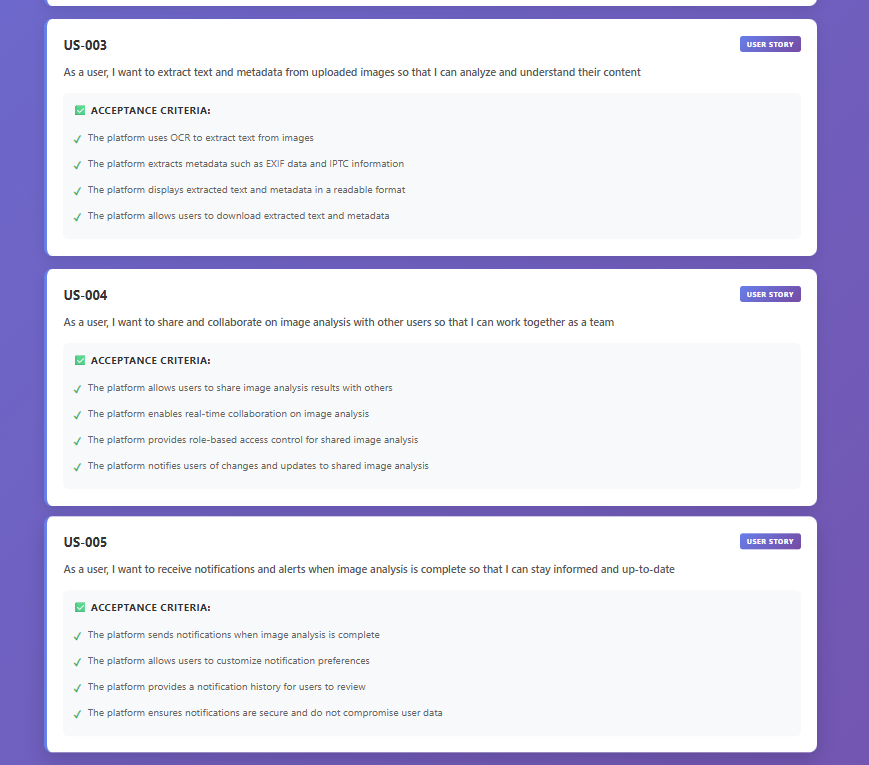 US-003
USER STORY
As a user, I want to extract text and metadata from uploaded images so that I can analyze and understand their content
ACCEPTANCE CRITERIA:
The platform uses OCR to extract text from images
The platform extracts metadata such as EXIF data and IPTC information
The platform displays extracted text and metadata in a readable format
The platform allows users to download extracted text and metadata
US-004
USER STORY
As a user, I want to share and collaborate on image analysis with other users so that I can work together as a team
ACCEPTANCE CRITERIA:
The platform allows users to share image analysis results with others
The platform enables real-time collaboration on image analysis
The platform provides role-based access control for shared image analysis
The platform notifies users of changes and updates to shared image analysis
US-005
USER STORY
As a user, I want to receive notifications and alerts when image analysis is complete so that I can stay informed and up-to-date
ACCEPTANCE CRITERIA:
The platform sends notifications when image analysis is complete
The platform allows users to customize notification preferences
The platform provides a notification history for users to review
The platform ensures notifications are secure and do not compromise user data